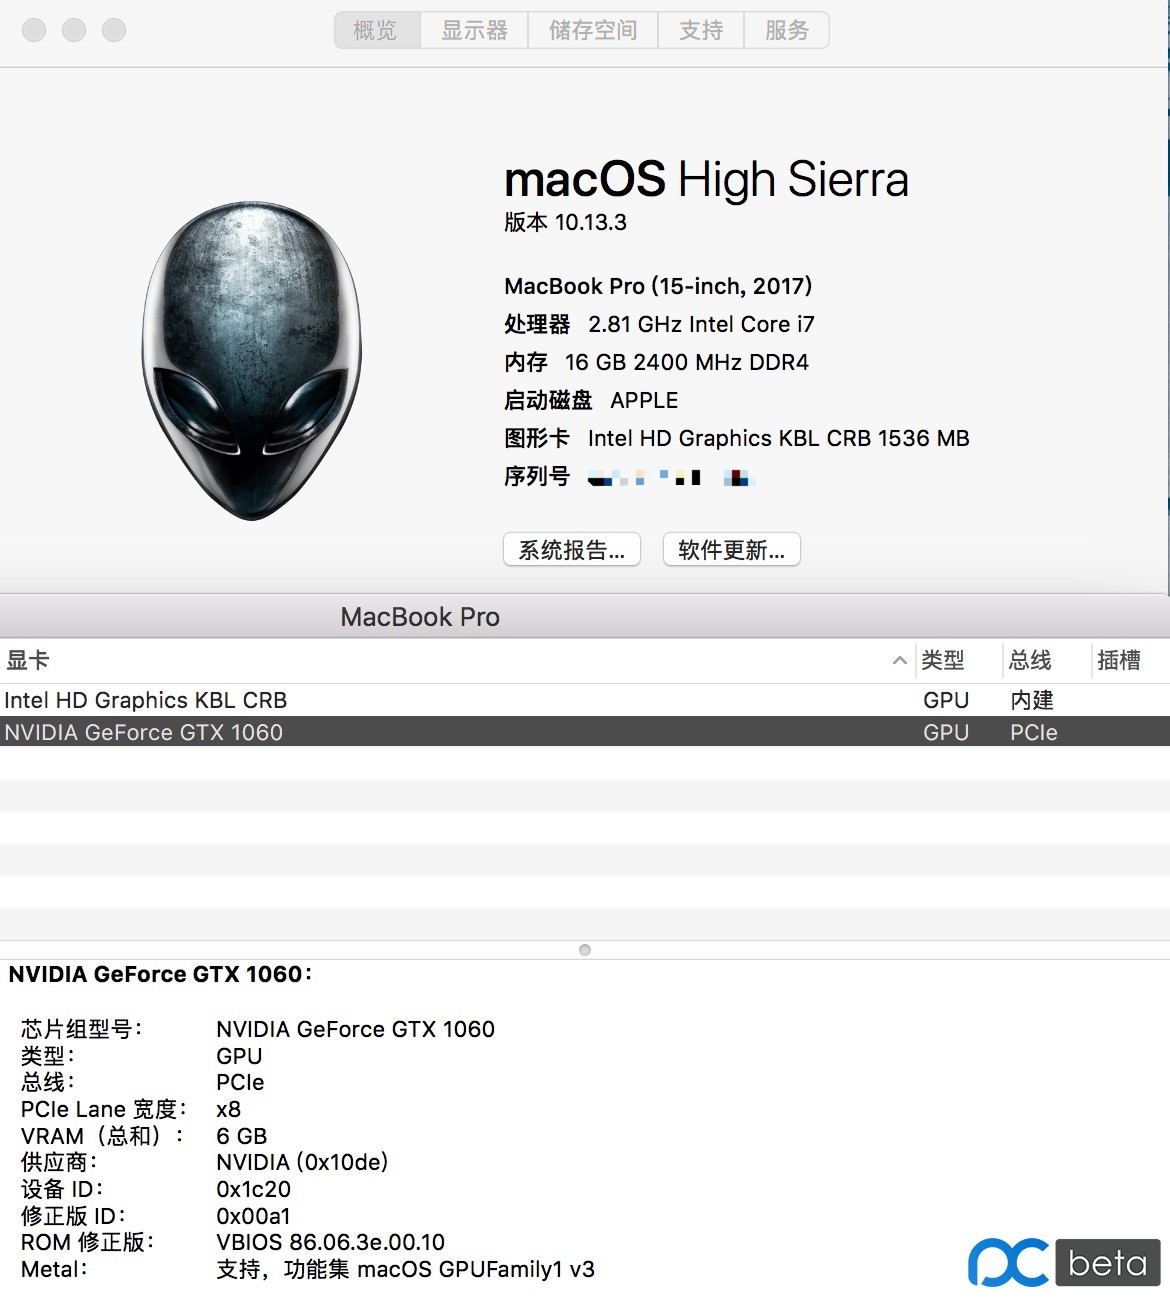 概览 显示器 储存空间 支持 服务
macOS High Sierra
版本 10.13.3
MacBook Pro (15-inch, 2017)
处理器 2.81 GHz Intel Core i7
内存 16 GB 2400 MHz DDR4
启动磁盘 APPLE
图形卡 Intel HD Graphics KBL CRB 1536 MB
序列号
系统报告... 软件更新...
MacBook Pro
显卡 类型 总线 插槽
Intel HD Graphics KBL CRB GPU 内建
NVIDIA GeForce GTX 1060 GPU PCIe
NVIDIA GeForce GTX 1060：
芯片组型号： NVIDIA GeForce GTX 1060
类型： GPU
总线： PCIe
PCIe Lane 宽度： x8
VRAM（总和）： 6 GB
供应商： NVIDIA (0x10de)
设备 ID： 0x1c20
修正版 ID： 0x00a1
ROM 修正版： VBIOS 86.06.3e.00.10
Metal： 支持，功能集 macOS GPUFamily1 v3
pc beta